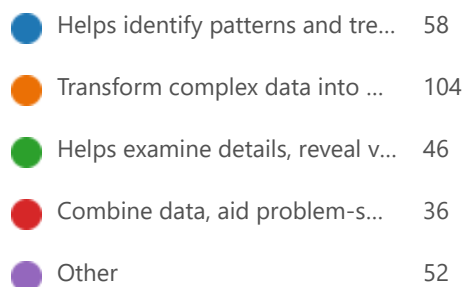 Helps identify patterns and tre... 58
Transform complex data into ... 104
Helps examine details, reveal v... 46
Combine data, aid problem-s... 36
Other 52